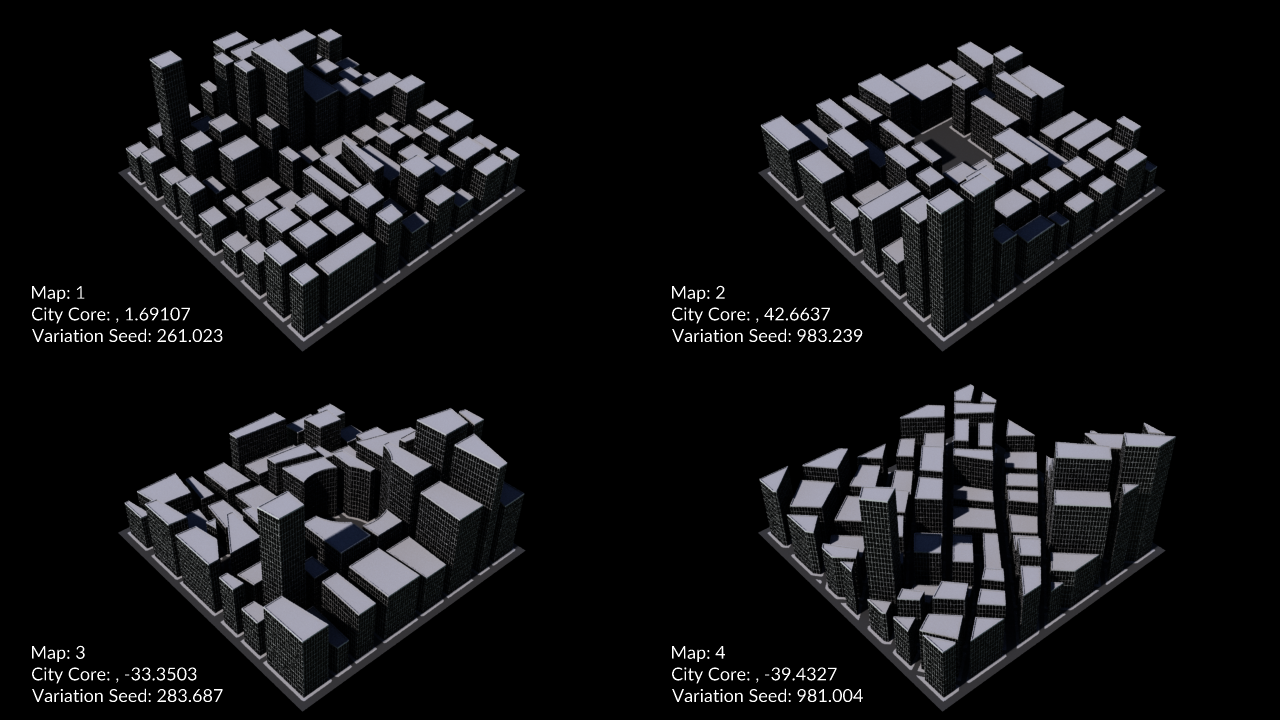 Map: 1
City Core: , 1.69107
Variation Seed: 261.023
Map: 2
City Core: , 42.6637
Variation Seed: 983.239
Map: 3
City Core: , -33.3503
Variation Seed: 283.687
Map: 4
City Core: , -39.4327
Variation Seed: 981.004